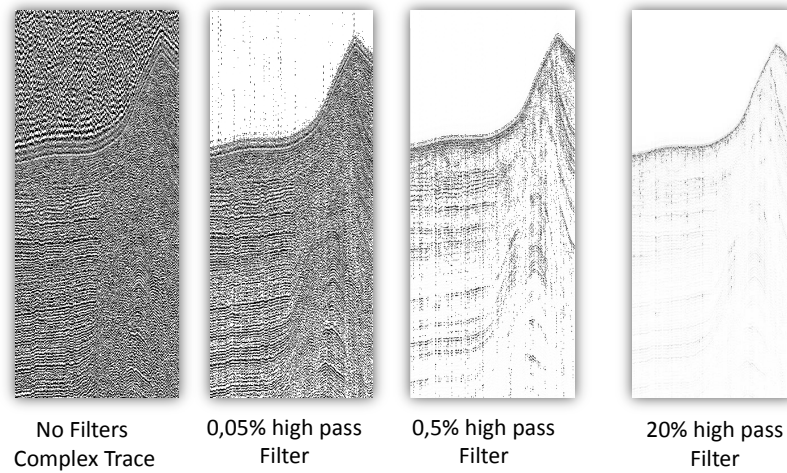 No Filters
Complex Trace
0,05% high pass
Filter
0,5% high pass
Filter
20% high pass
Filter